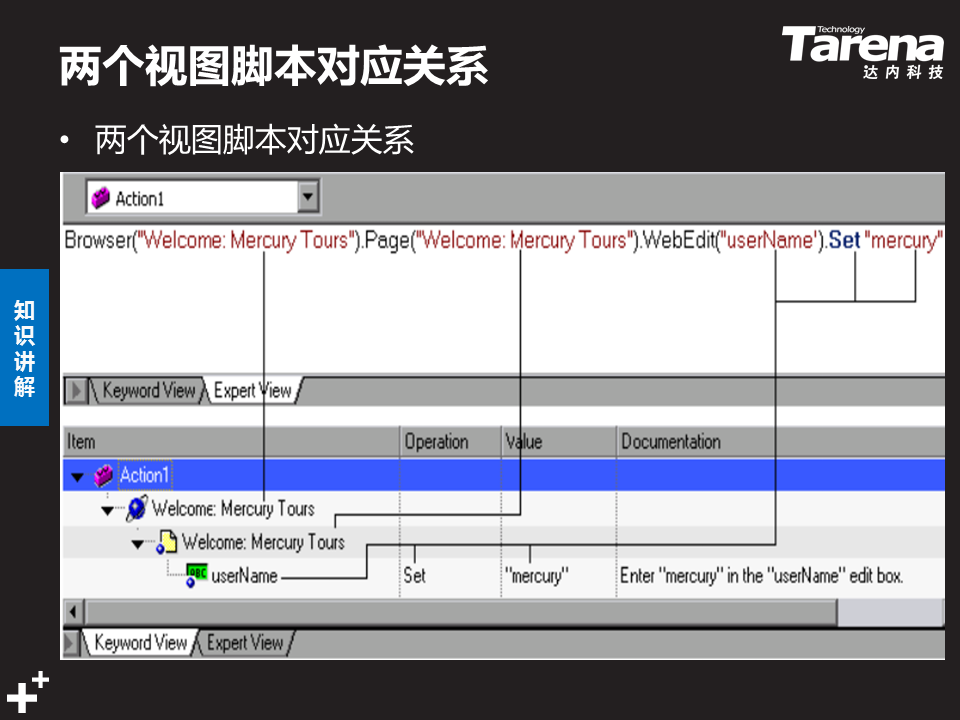 两个视图脚本对应关系
Technology
Tarena
达内科技
• 两个视图脚本对应关系
Action1
Browser("Welcome: Mercury Tours").Page("Welcome: Mercury Tours").WebEdit("userName').Set "mercury"
知识讲解
Keyword View Expert View
Item Operation Value Documentation
Action1
Welcome: Mercury Tours
Welcome: Mercury Tours
ABC
userName Set "mercury" Enter "mercury" in the "userName" edit box.
Keyword View Expert View